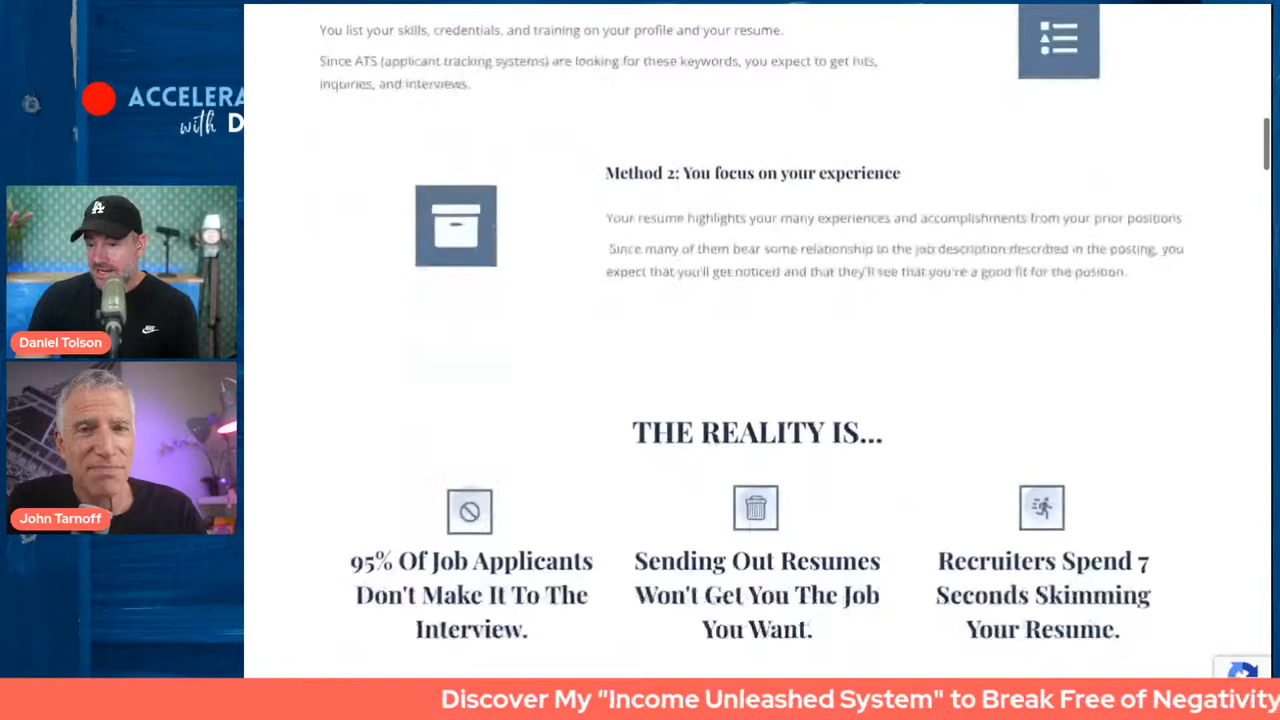 You list your skills, credentials, and training on your profile and your resume.
Since ATS (applicant tracking systems) are looking for these keywords, you expect to get hits,
inquiries, and interviews.
ACCELERA
with D
Method 2: You focus on your experience
Your resume highlights your many experiences and accomplishments from your prior positions
Since many of them bear some relationship to the job description described in the posting, you
expect that you'll get noticed and that they'll see that you're a good fit for the position.
LA
Daniel Tolson
John Tarnoff
THE REALITY IS...
95% Of Job Applicants
Don't Make It To The
Interview.
Sending Out Resumes
Won't Get You The Job
You Want.
Recruiters Spend 7
Seconds Skimming
Your Resume.
Discover My "Income Unleashed System" to Break Free of Negativity